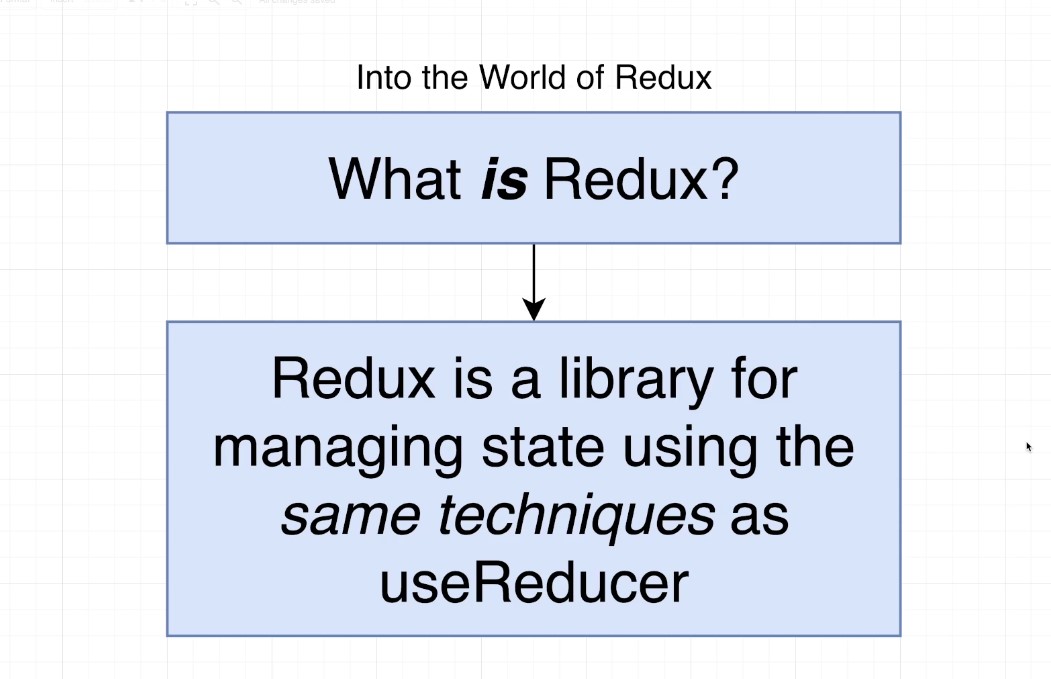 Into the World of Redux
What is Redux?
Redux is a library for
managing state using the
same techniques as
useReducer